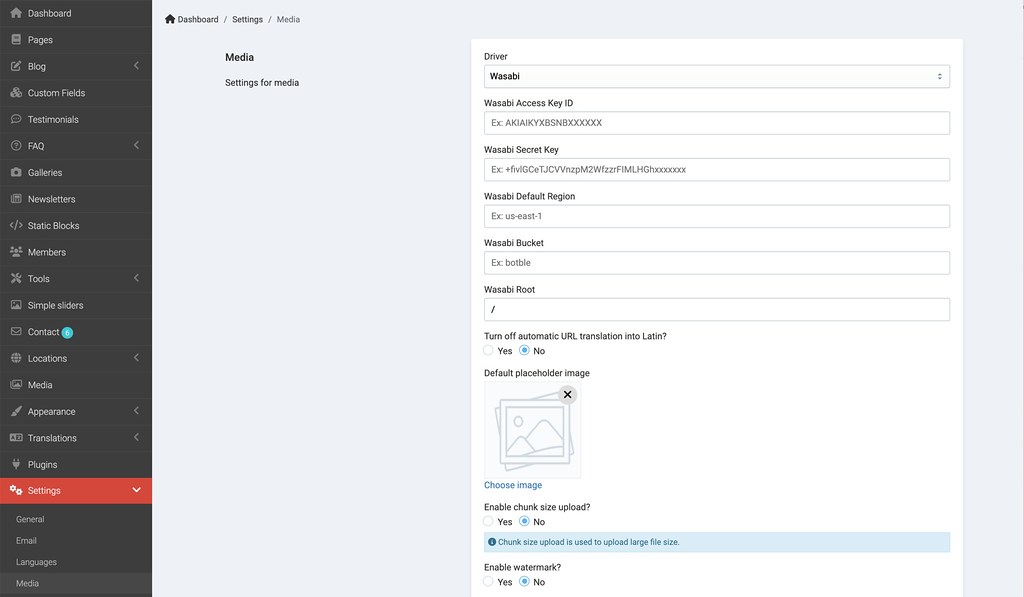 Dashboard
Pages
Blog
Custom Fields
Testimonials
FAQ
Galleries
Newsletters
Static Blocks
Members
Tools
Simple sliders
Contact 6
Locations
Media
Appearance
Translations
Plugins
Settings
General
Email
Languages
Media
Dashboard / Settings / Media
Media
Settings for media
Driver
Wasabi
Wasabi Access Key ID
Ex: AKIAIKYXBSNBXXXXXX
Wasabi Secret Key
Ex: +fivlGCeTJCVVnzpM2WfzzrFIMLHGhxxxxxxx
Wasabi Default Region
Ex: us-east-1
Wasabi Bucket
Ex: botble
Wasabi Root
/
Turn off automatic URL translation into Latin?
Yes No
Default placeholder image
Choose image
Enable chunk size upload?
Yes No
Chunk size upload is used to upload large file size.
Enable watermark?
Yes No